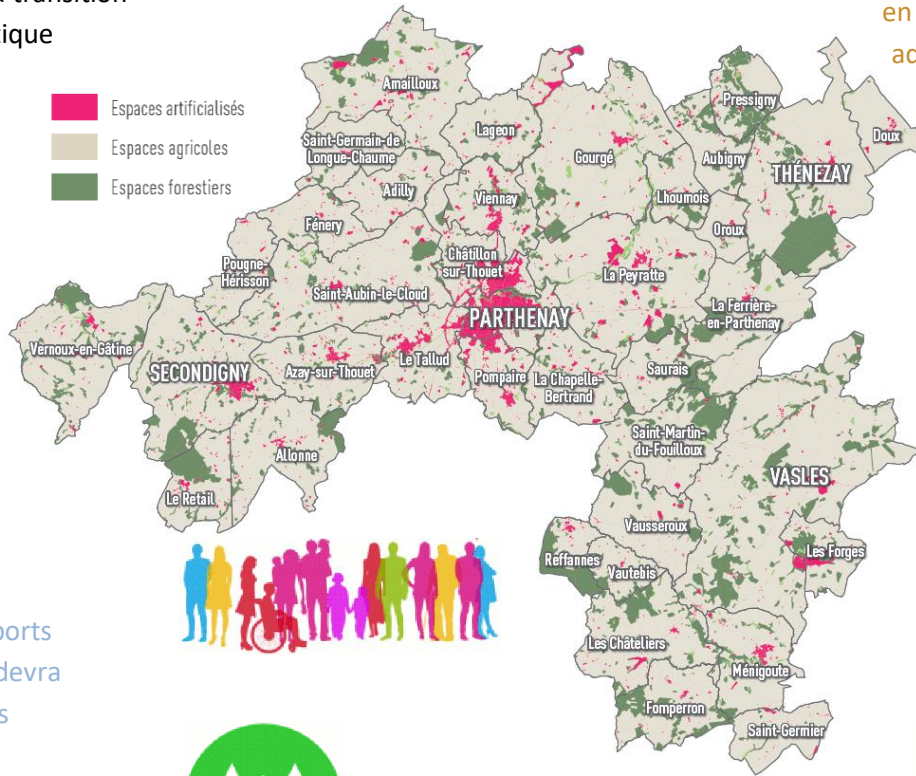 transition
tique
en
ad
Espaces artificialisés
Espaces agricoles
Espaces forestiers
Amailloux
Lageon
Saint-Germain-de
Longue-Chaume
Adilly
Viennay
Gourgé
Pressigny
Aubigny
Doux
THÉNEZAY
Lhoumois
Oroux
Fénery
Pougne-
Hérisson
Châtillon
sur-Thouet
Saint-Aubin-le-Cloud
La Peyratte
PARTHENAY
La Ferrière-
en-Parthenay
Vernoux-en-Gâtine
SECONDIGNY
Azay-sur-Thouet
Le Tallud
Pompaire
La Chapelle-
Bertrand
Saurais
Allonne
Le Retail
Saint-Martin-
du-Fouilloux
VASLES
Vausseroux
Reffannes
Vautebis
Les Forges
Les Châteliers
Ménigoute
Fomperron
Saint-Germier
ports
devra
s